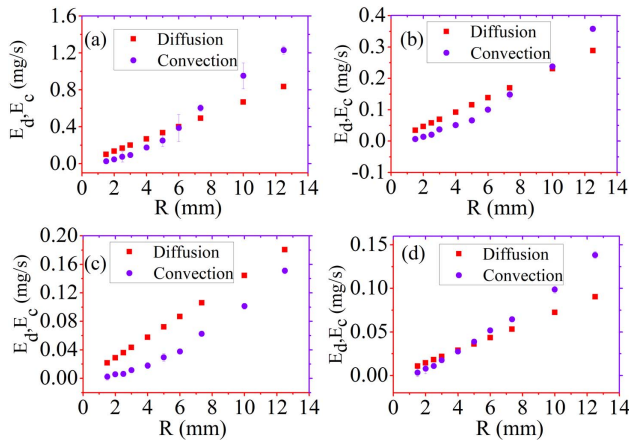 (a)
Diffusion
Convection
E_d,E_c (mg/s)
1.6
1.2
0.8
0.4
0.0
0 2 4 6 8 10 12 14
R (mm)
(b)
Diffusion
Convection
E_d,E_c (mg/s)
0.4
0.3
0.2
0.1
0.0
-0.1
0 2 4 6 8 10 12 14
R (mm)
(c)
Diffusion
Convection
E_d,E_c (mg/s)
0.20
0.16
0.12
0.08
0.04
0.00
0 2 4 6 8 10 12 14
R (mm)
(d)
Diffusion
Convection
E_d,E_c (mg/s)
0.15
0.10
0.05
0.00
0 2 4 6 8 10 12 14
R (mm)